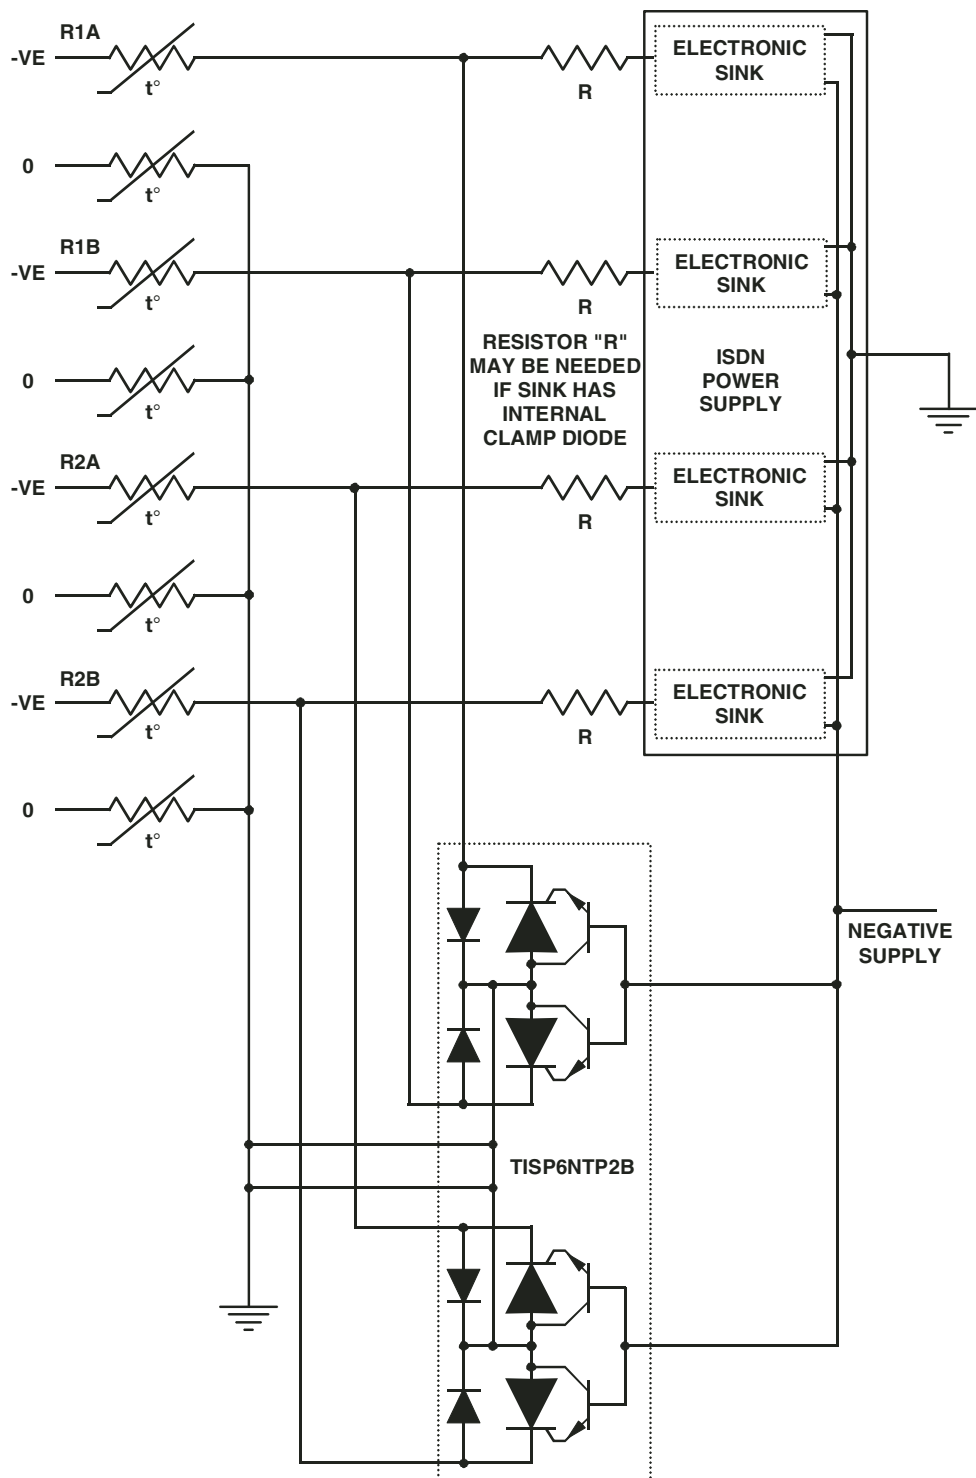 R1A
-VE
t°
R
ELECTRONIC
SINK
0
t°
R1B
-VE
t°
R
ELECTRONIC
SINK
RESISTOR "R"
MAY BE NEEDED
IF SINK HAS
INTERNAL
CLAMP DIODE
ISDN
POWER
SUPPLY
0
t°
R2A
-VE
t°
R
ELECTRONIC
SINK
0
t°
R2B
-VE
t°
R
ELECTRONIC
SINK
0
t°
NEGATIVE
SUPPLY
TISP6NTP2B